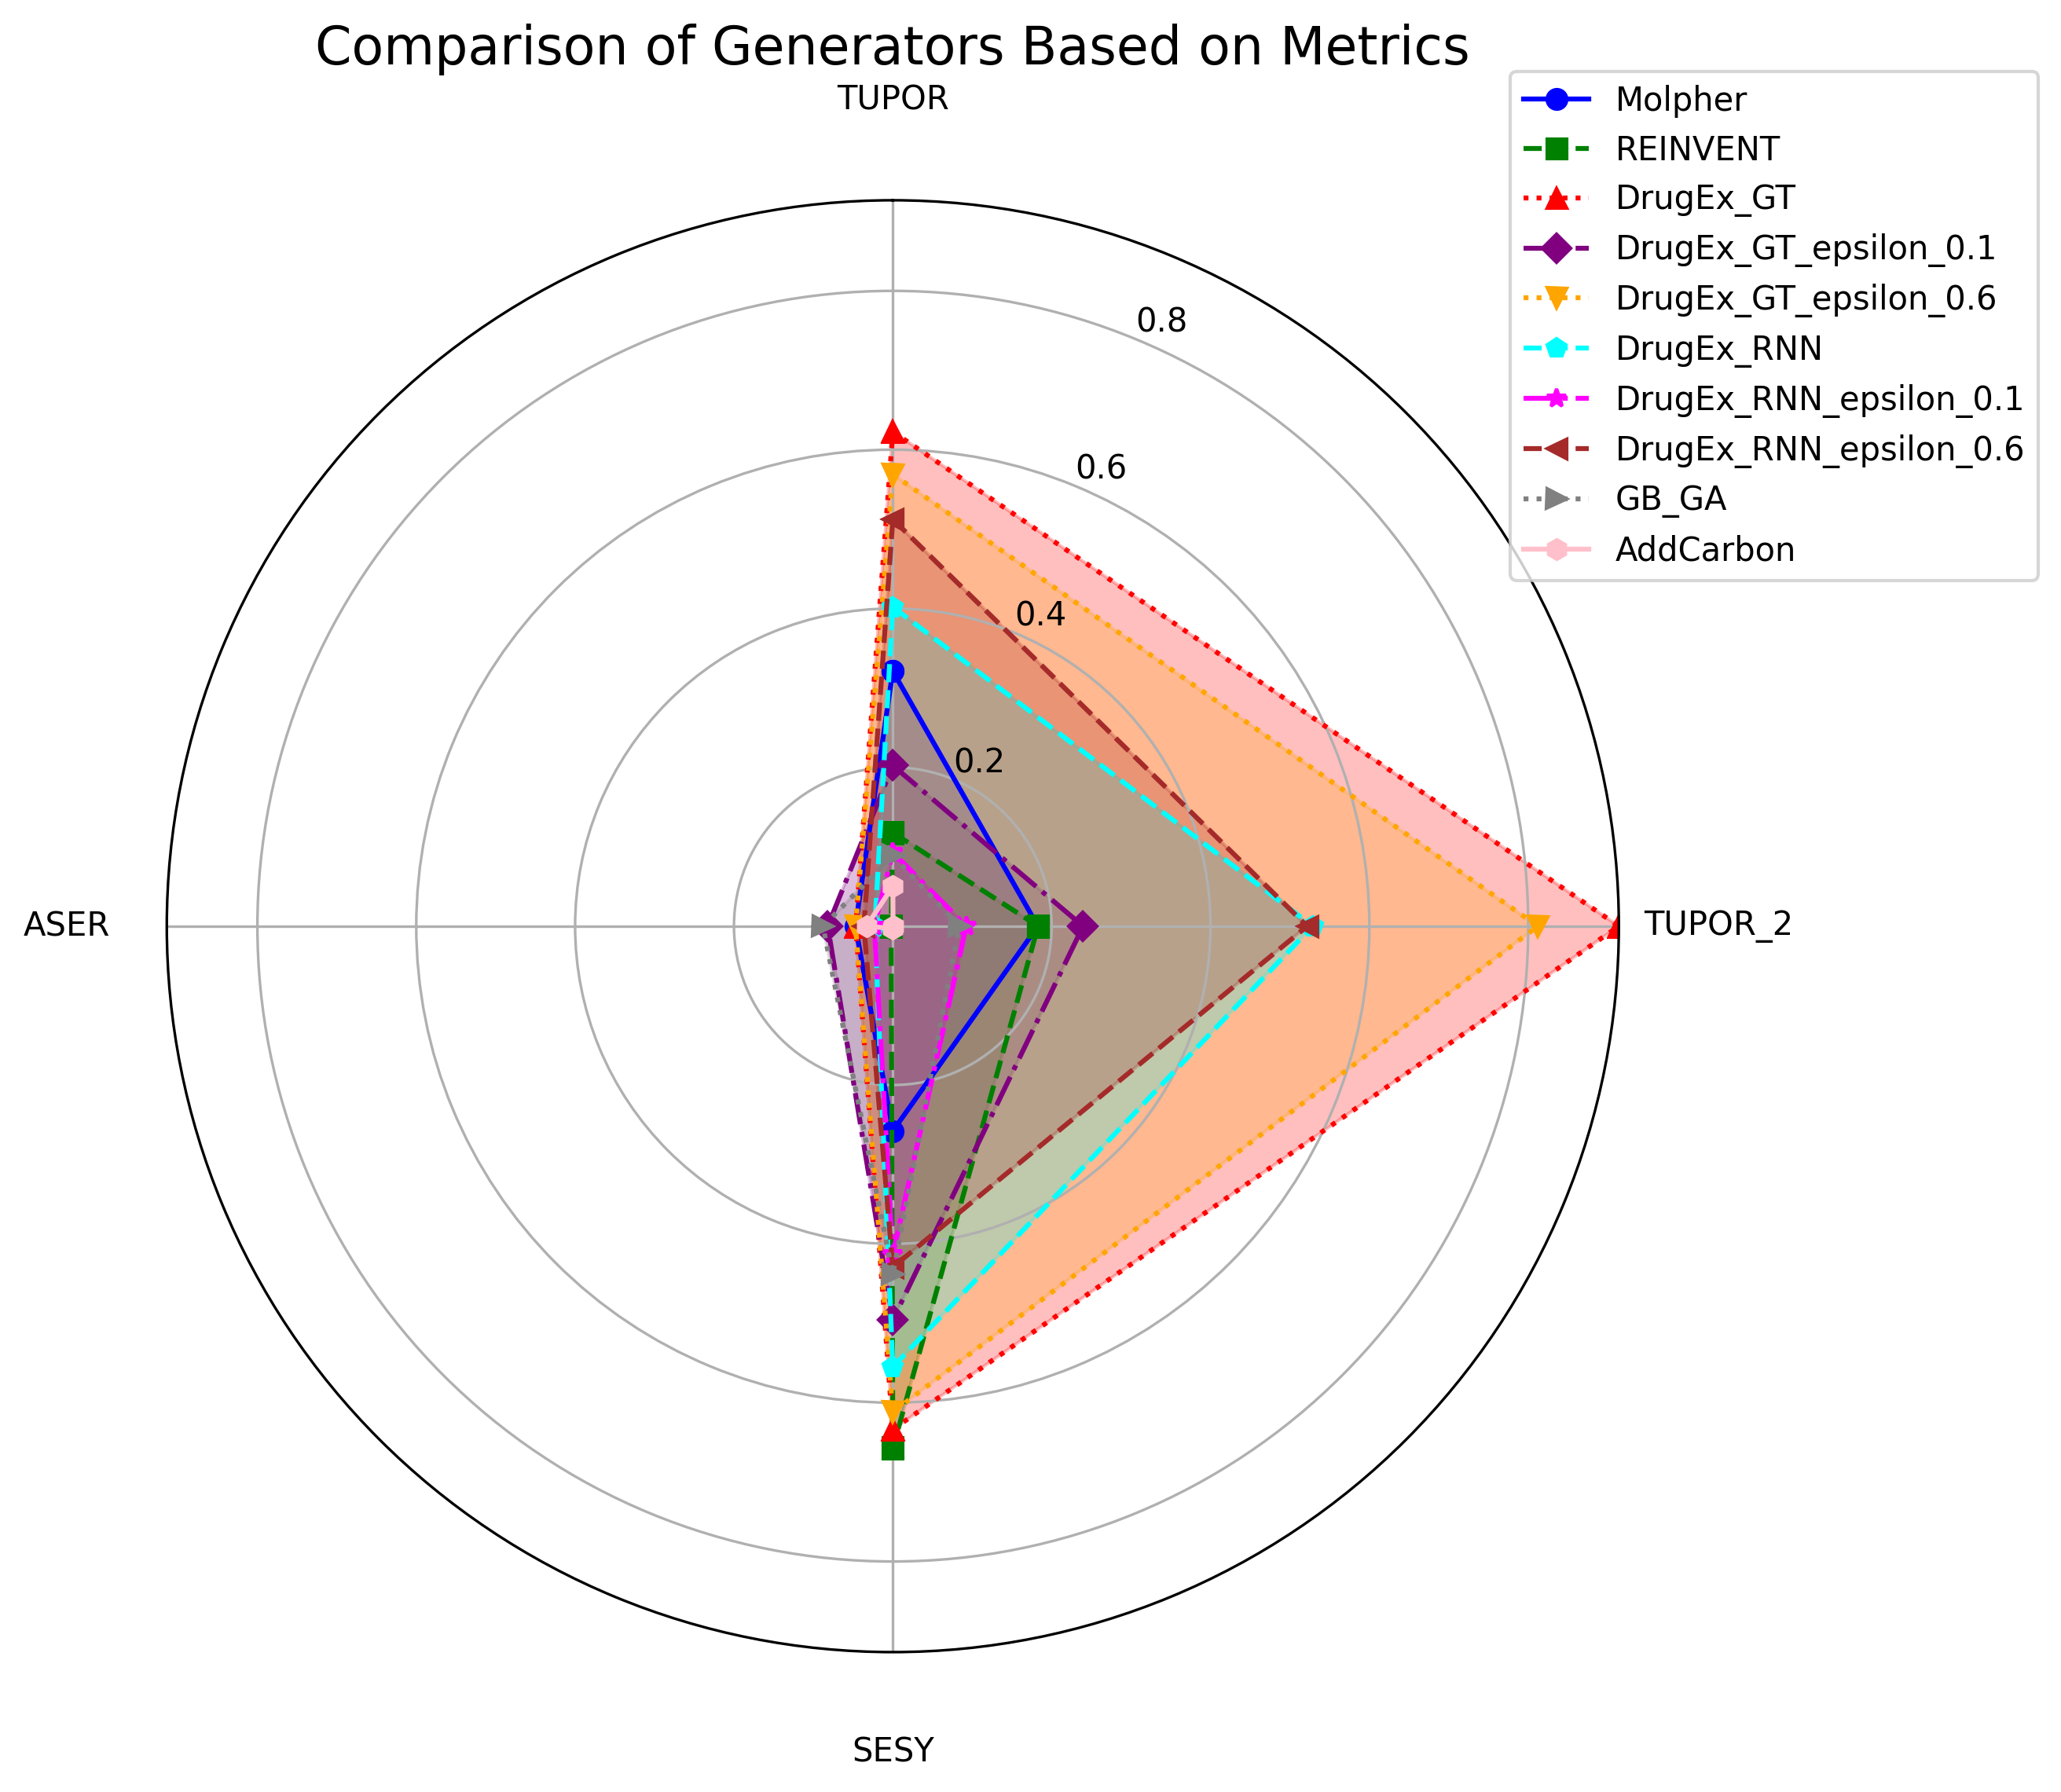 Comparison of Generators Based on Metrics
TUPOR
Molpher
REINVENT
DrugEx_GT
DrugEx_GT_epsilon_0.1
DrugEx_GT_epsilon_0.6
DrugEx_RNN
DrugEx_RNN_epsilon_0.1
DrugEx_RNN_epsilon_0.6
GB_GA
AddCarbon
0.8
0.6
0.4
0.2
ASER
TUPOR_2
SESY